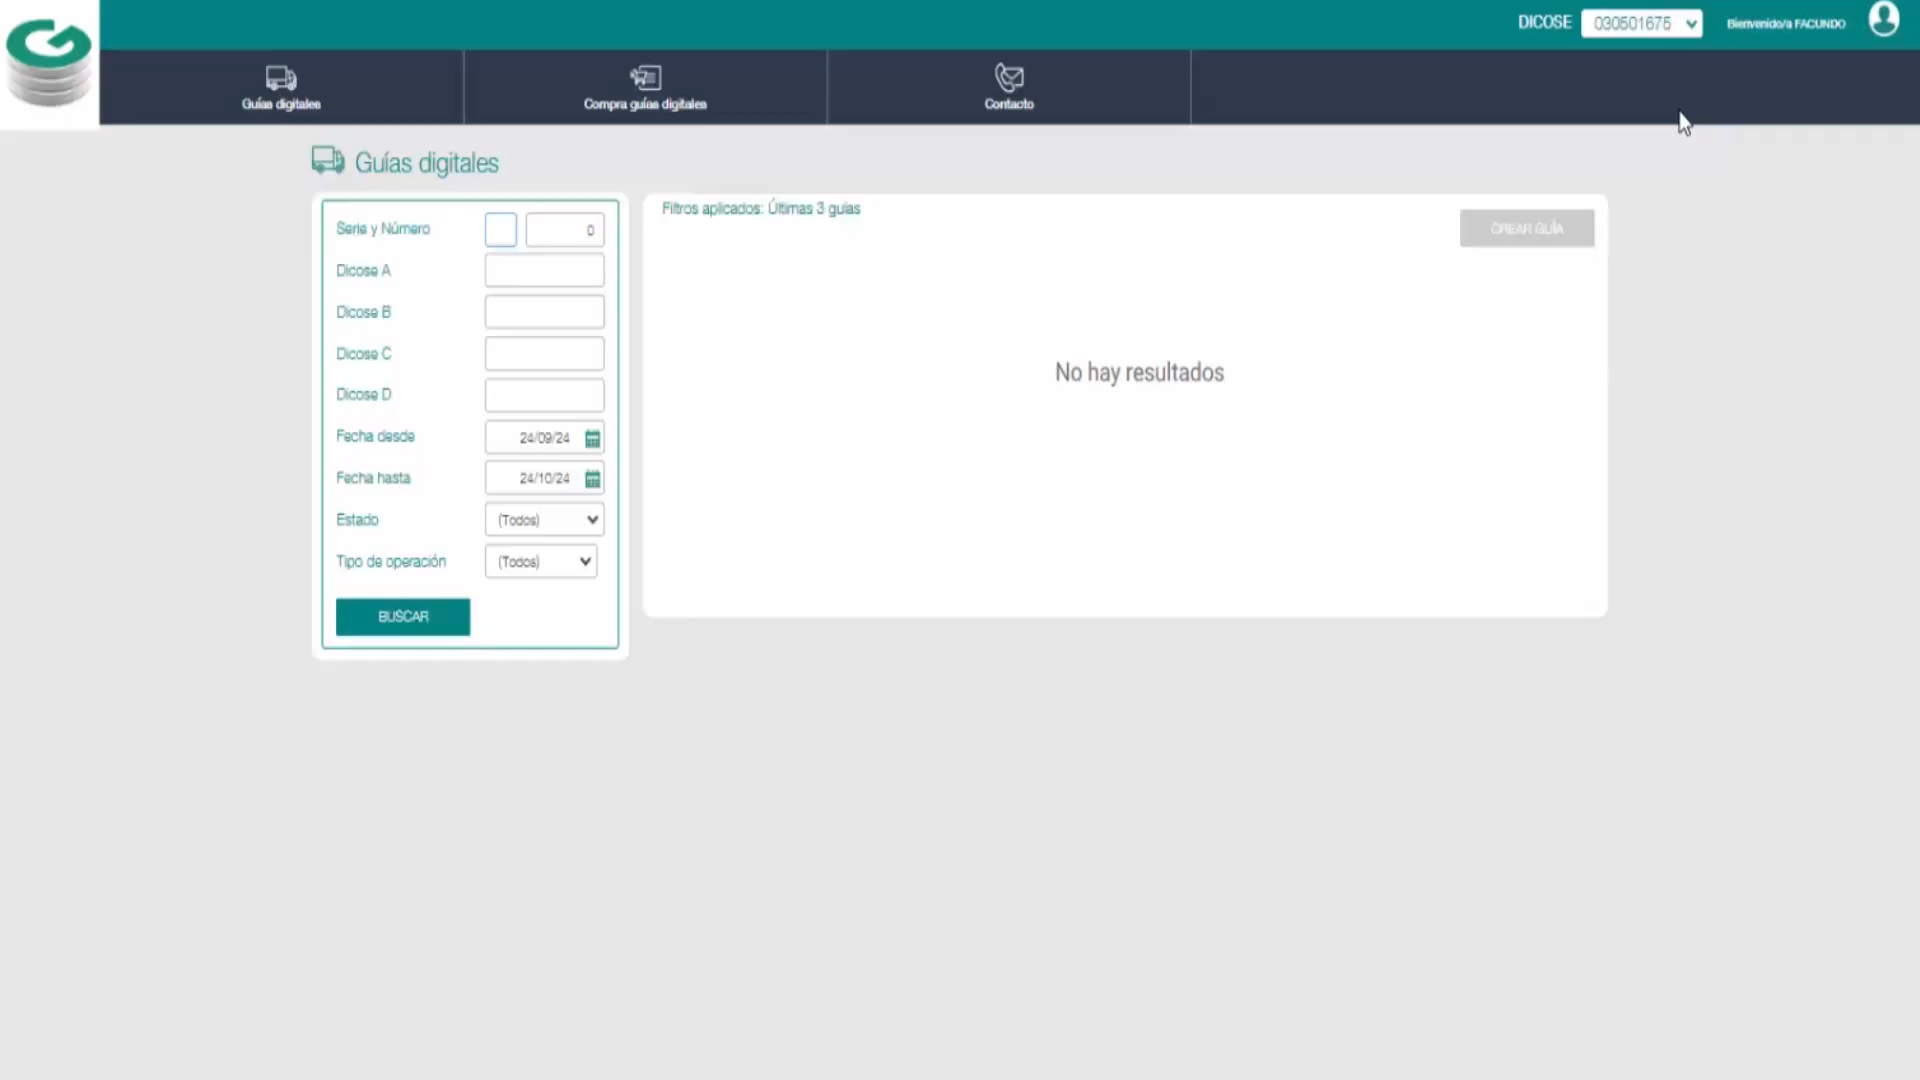 DICOSE 030501675 Bienvenido/a FACUNDO
Guías digitales
Compra guías digitales
Contacto
Guías digitales
Serie y Número 0
Dicose A
Dicose B
Dicose C
Dicose D
Fecha desde 24/09/24
Fecha hasta 24/10/24
Estado (Todos)
Tipo de operación (Todos)
BUSCAR
Filtros aplicados: Últimas 3 guías
CREAR GUÍA
No hay resultados